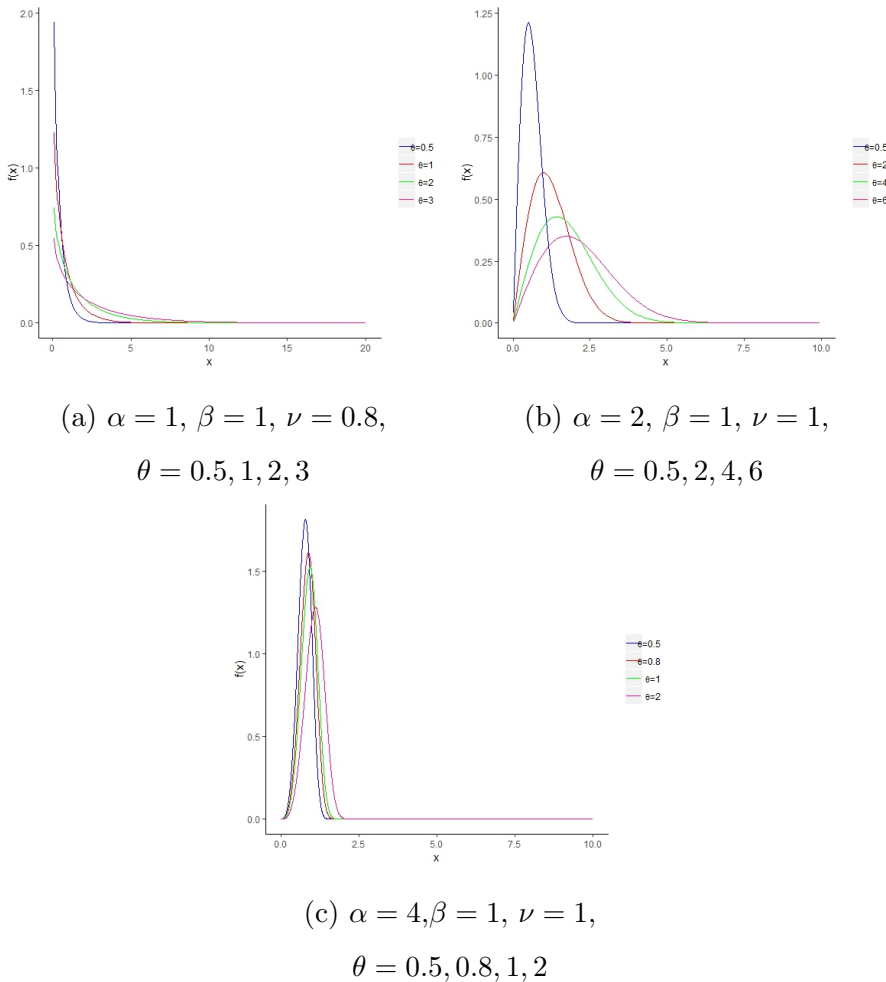 2.0
1.5
1.0
0.5
0.0
f(x)
0 5 10 15 20
x
θ=0.5
θ=1
θ=2
θ=3
1.25
1.00
0.75
0.50
0.25
0.00
f(x)
0.0 2.5 5.0 7.5 10.0
x
θ=0.5
θ=2
θ=4
θ=6
(a) α = 1, β = 1, ν = 0.8,
θ = 0.5, 1, 2, 3
(b) α = 2, β = 1, ν = 1,
θ = 0.5, 2, 4, 6
1.5
1.0
0.5
0.0
f(x)
0.0 2.5 5.0 7.5 10.0
x
θ=0.5
θ=0.8
θ=1
θ=2
(c) α = 4,β = 1, ν = 1,
θ = 0.5, 0.8, 1, 2